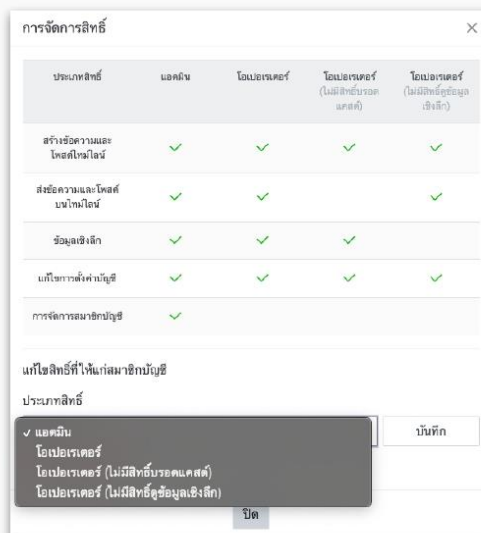 การจัดการสิทธิ์
ประเภทสิทธิ์ แอดมิน โอเปอเรเตอร์ โอเปอเรเตอร์ โอเปอเรเตอร์
(ไม่มีสิทธิ์บรอด (ไม่มีสิทธิ์ดูข้อมูล
แคสต์) เชิงลึก)
สร้างข้อความและ
โพสต์ไทม์ไลน์
ส่งข้อความและโพสต์
บนไทม์ไลน์
ข้อมูลเชิงลึก
แก้ไขการตั้งค่าบัญชี
การจัดการสมาชิกบัญชี
แก้ไขสิทธิ์ที่ให้แก่สมาชิกบัญชี
ประเภทสิทธิ์
แอดมิน บันทึก
โอเปอเรเตอร์
โอเปอเรเตอร์ (ไม่มีสิทธิ์บรอดแคสต์)
โอเปอเรเตอร์ (ไม่มีสิทธิ์ดูข้อมูลเชิงลึก)
ปิด